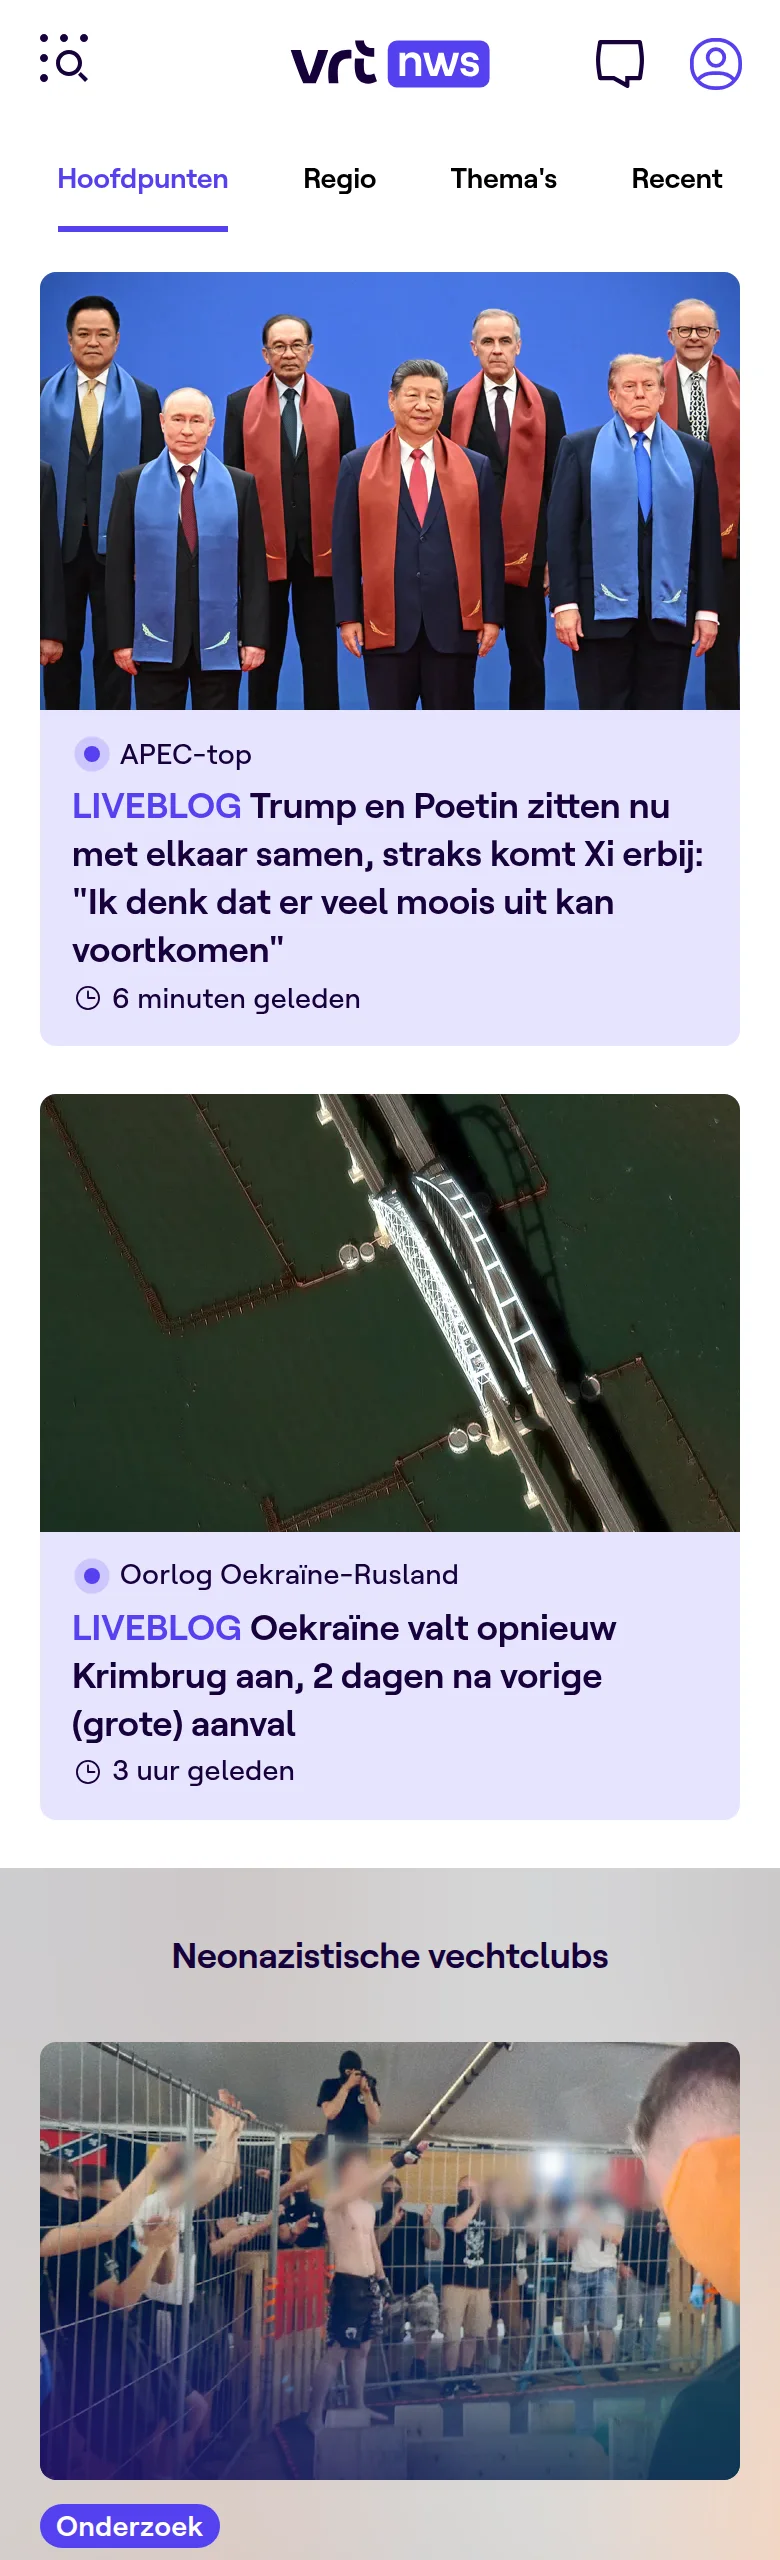 vrt nws
Hoofdpunten Regio Thema's Recent
APEC-top
LIVEBLOG Trump en Poetin zitten nu
met elkaar samen, straks komt Xi erbij:
"Ik denk dat er veel moois uit kan
voortkomen"
6 minuten geleden
Oorlog Oekraïne-Rusland
LIVEBLOG Oekraïne valt opnieuw
Krimbrug aan, 2 dagen na vorige
(grote) aanval
3 uur geleden
Neonazistische vechtclubs
Onderzoek